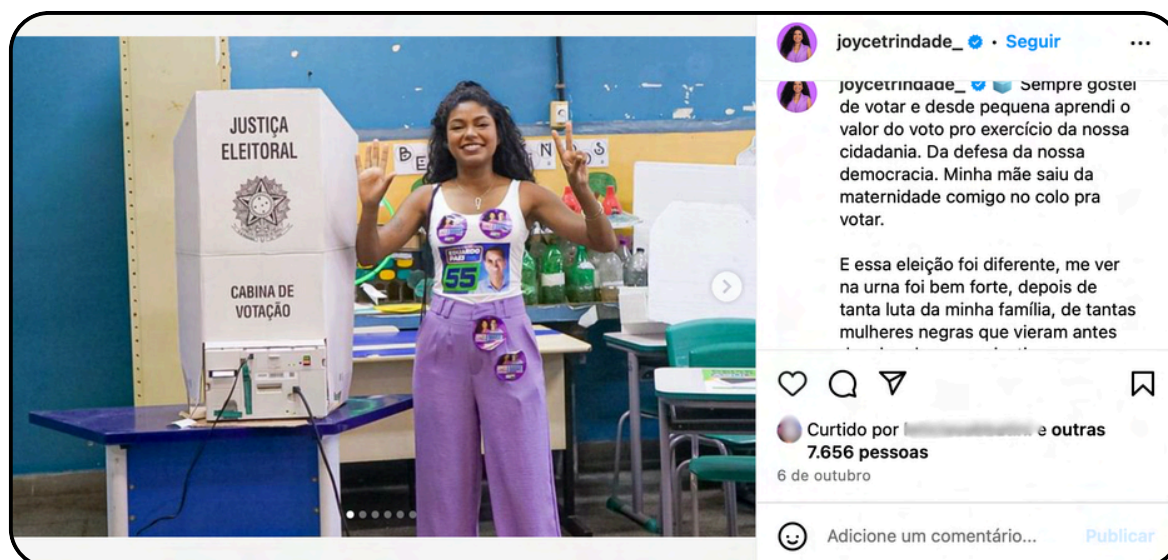 JUSTIÇA
ELEITORAL
CABINA DE
VOTAÇÃO
B E
N O S
EDUARDO
PAES
55
joycetrindade_ • Seguir
joycetrindade_ Sempre gostei
de votar e desde pequena aprendi o
valor do voto pro exercício da nossa
cidadania. Da defesa da nossa
democracia. Minha mãe saiu da
maternidade comigo no colo pra
votar.
E essa eleição foi diferente, me ver
na urna foi bem forte, depois de
tanta luta da minha família, de tantas
mulheres negras que vieram antes
Curtido por
e outras
7.656 pessoas
6 de outubro
Adicione um comentário...
Publicar